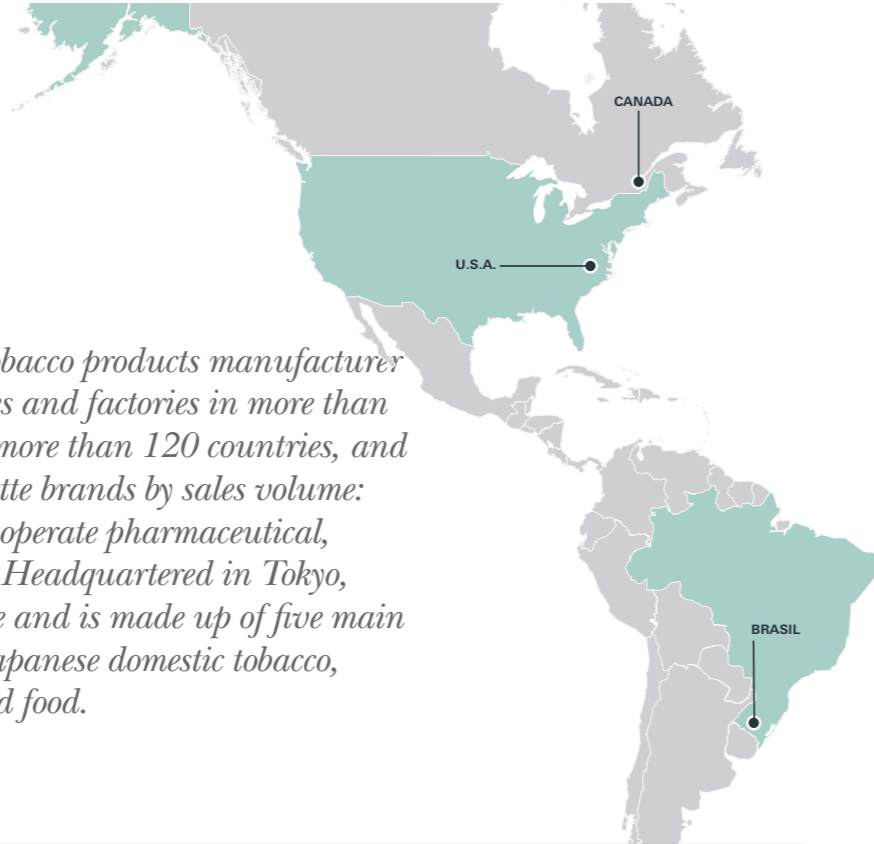 CANADA
U.S.A.
bacco products manufacturer
s and factories in more than
more than 120 countries, and
tte brands by sales volume:
operate pharmaceutical,
Headquartered in Tokyo,
e and is made up of five main
apanese domestic tobacco,
d food.
BRASIL